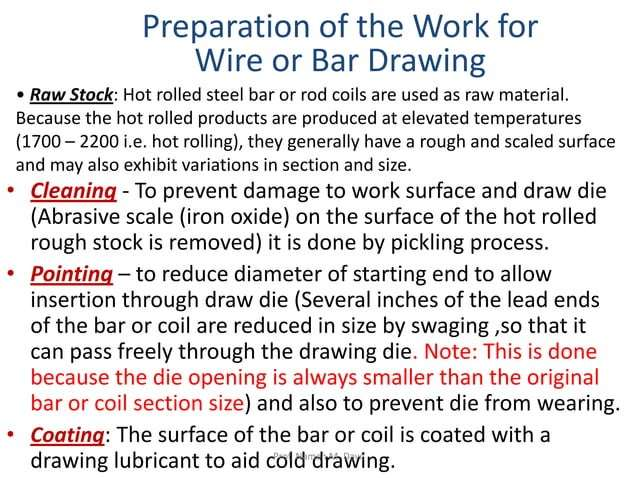 Preparation of the Work for
Wire or Bar Drawing
• Raw Stock: Hot rolled steel bar or rod coils are used as raw material.
Because the hot rolled products are produced at elevated temperatures
(1700 – 2200 i.e. hot rolling), they generally have a rough and scaled surface
and may also exhibit variations in section and size.
• Cleaning - To prevent damage to work surface and draw die
(Abrasive scale (iron oxide) on the surface of the hot rolled
rough stock is removed) it is done by pickling process.
• Pointing – to reduce diameter of starting end to allow
insertion through draw die (Several inches of the lead ends
of the bar or coil are reduced in size by swaging ,so that it
can pass freely through the drawing die. Note: This is done
because the die opening is always smaller than the original
bar or coil section size) and also to prevent die from wearing.
• Coating: The surface of the bar or coil is coated with a
drawing lubricant to aid cold drawing.